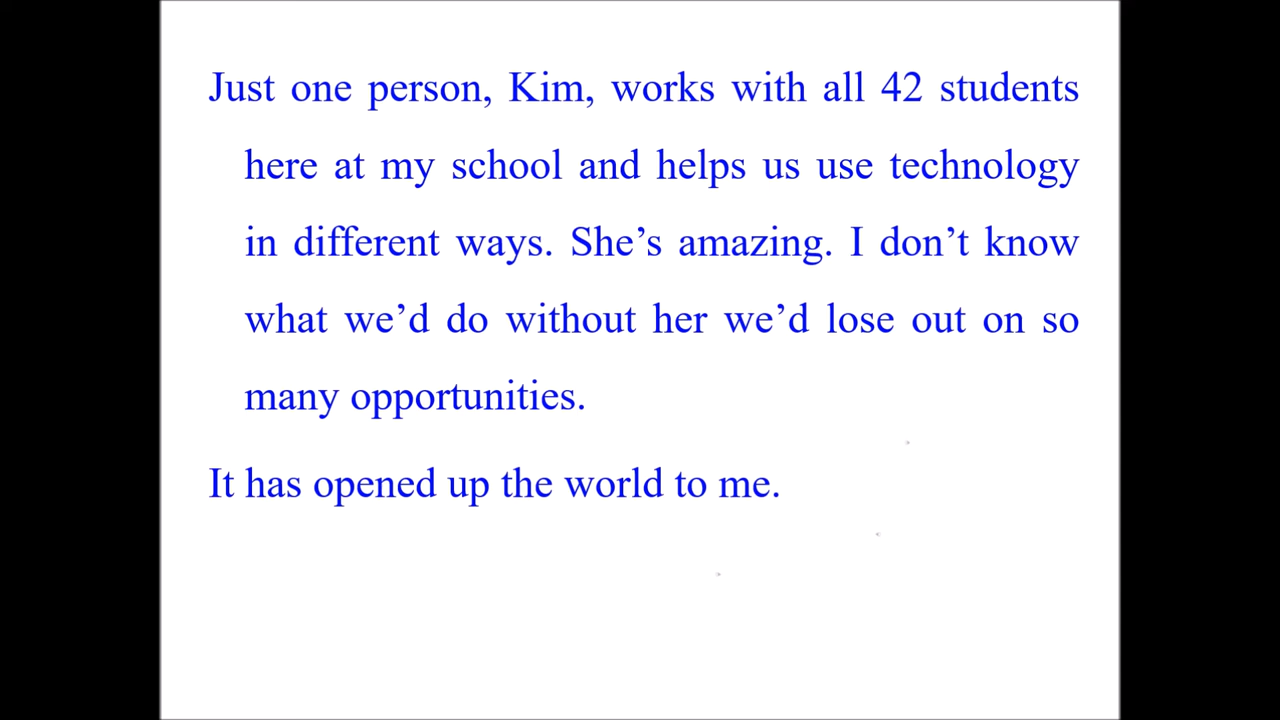 Just one person, Kim, works with all 42 students
here at my school and helps us use technology
in different ways. She’s amazing. I don’t know
what we’d do without her we’d lose out on so
many opportunities.
It has opened up the world to me.